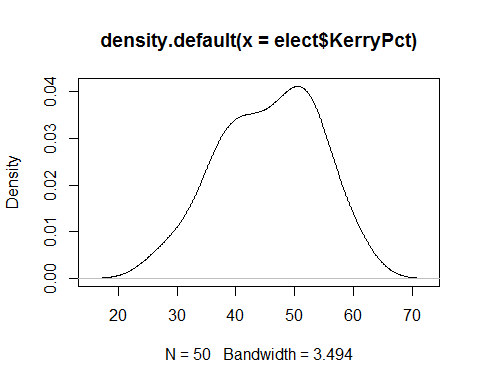 density.default(x = elect$KerryPct)
Density
0.04
0.03
0.02
0.01
0.00
20 30 40 50 60 70
N = 50 Bandwidth = 3.494